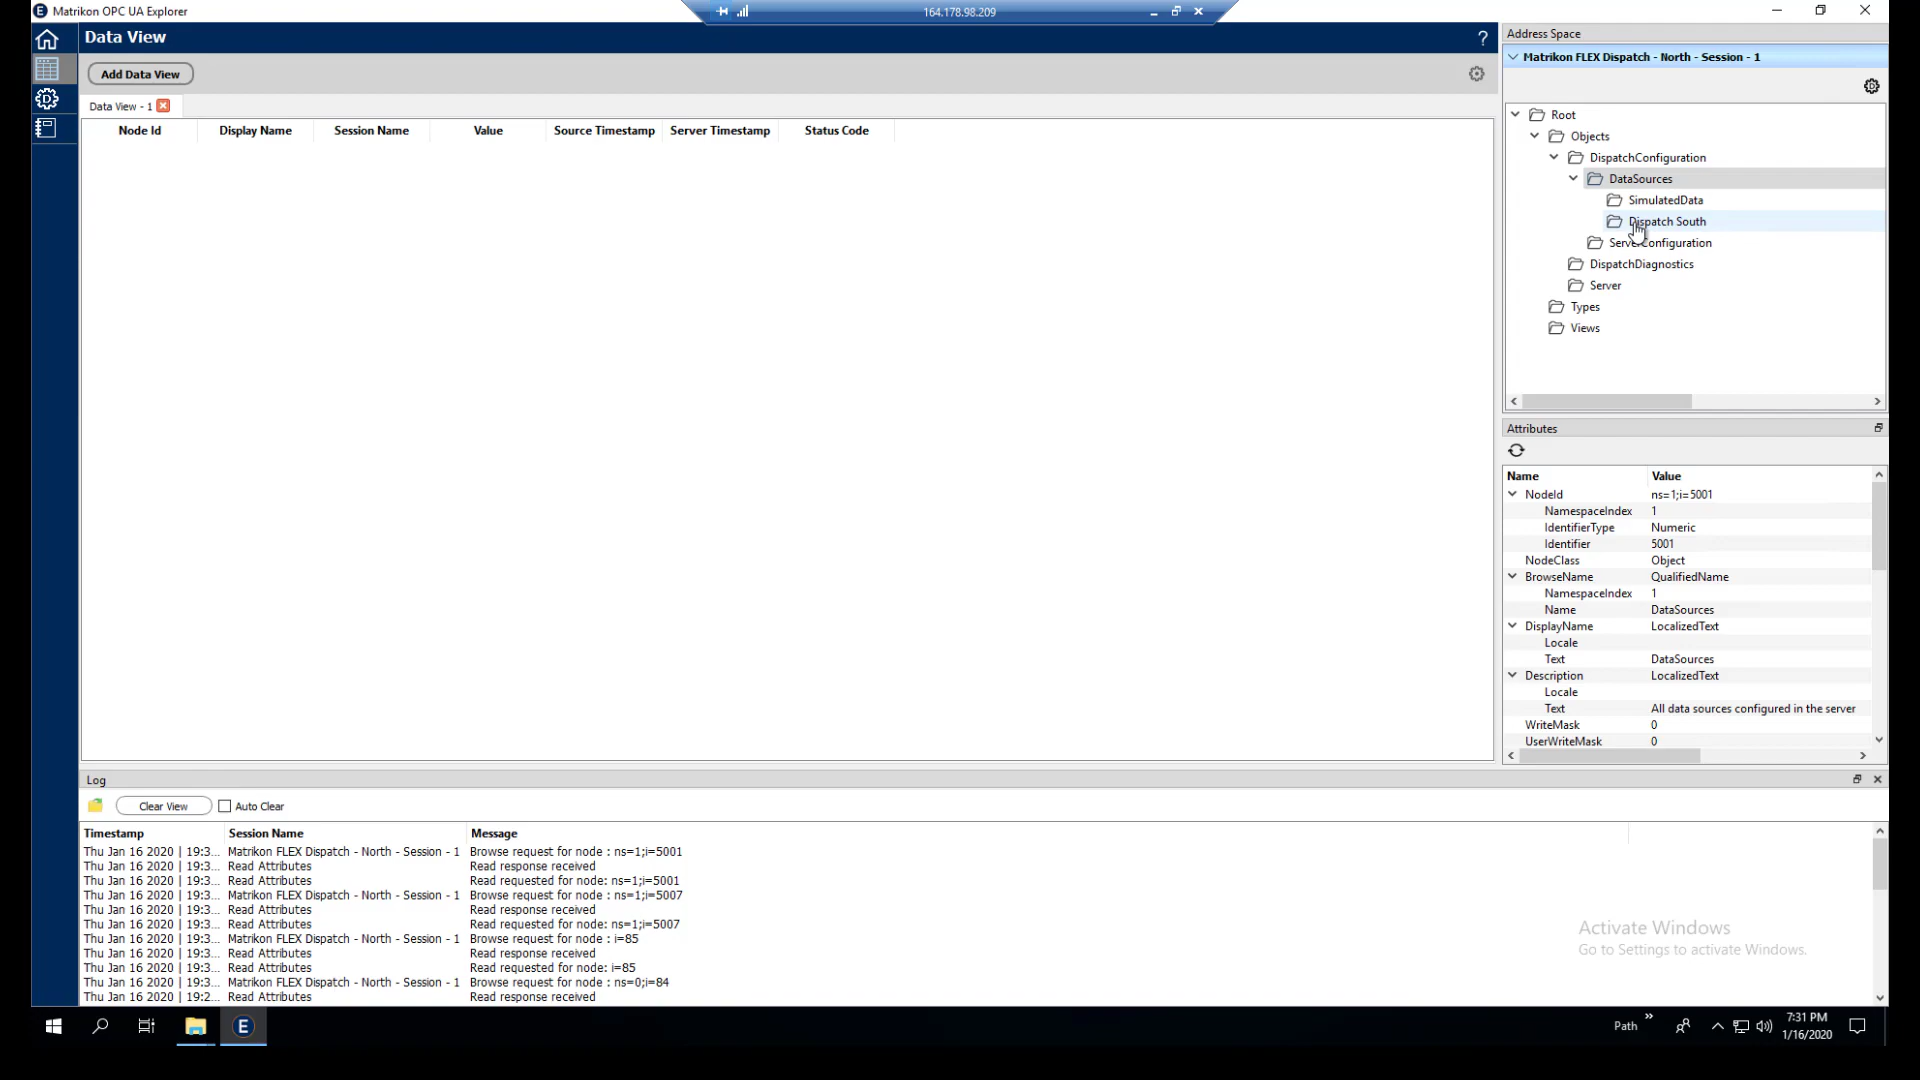 Matrikon OPC UA Explorer
164.178.98.209
Data View
?
Address Space
Matrikon FLEX Dispatch - North - Session - 1
Add Data View
Data View - 1
Node Id Display Name Session Name Value Source Timestamp Server Timestamp Status Code
Root
Objects
DispatchConfiguration
DataSources
SimulatedData
Dispatch South
ServerConfiguration
DispatchDiagnostics
Server
Types
Views
Attributes
Name Value
NodeId ns=1;i=5001
NamespaceIndex 1
IdentifierType Numeric
Identifier 5001
NodeClass Object
BrowseName QualifiedName
NamespaceIndex 1
Name DataSources
DisplayName LocalizedText
Locale
Text DataSources
Description LocalizedText
Locale
Text All data sources configured in the server
WriteMask 0
UserWriteMask 0
Log
Clear View Auto Clear
Timestamp Session Name Message
Thu Jan 16 2020 | 19:3... Matrikon FLEX Dispatch - North - Session - 1 Browse request for node : ns=1;i=5001
Thu Jan 16 2020 | 19:3... Read Attributes Read response received
Thu Jan 16 2020 | 19:3... Read Attributes Read requested for node: ns=1;i=5001
Thu Jan 16 2020 | 19:3... Matrikon FLEX Dispatch - North - Session - 1 Browse request for node : ns=1;i=5007
Thu Jan 16 2020 | 19:3... Read Attributes Read response received
Thu Jan 16 2020 | 19:3... Read Attributes Read requested for node: ns=1;i=5007
Thu Jan 16 2020 | 19:3... Matrikon FLEX Dispatch - North - Session - 1 Browse request for node : i=85
Thu Jan 16 2020 | 19:3... Read Attributes Read response received
Thu Jan 16 2020 | 19:3... Read Attributes Read requested for node: i=85
Thu Jan 16 2020 | 19:3... Matrikon FLEX Dispatch - North - Session - 1 Browse request for node : ns=0;i=84
Thu Jan 16 2020 | 19:2... Read Attributes Read response received
Activate Windows
Go to Settings to activate Windows.
E
Path
7:31 PM
1/16/2020